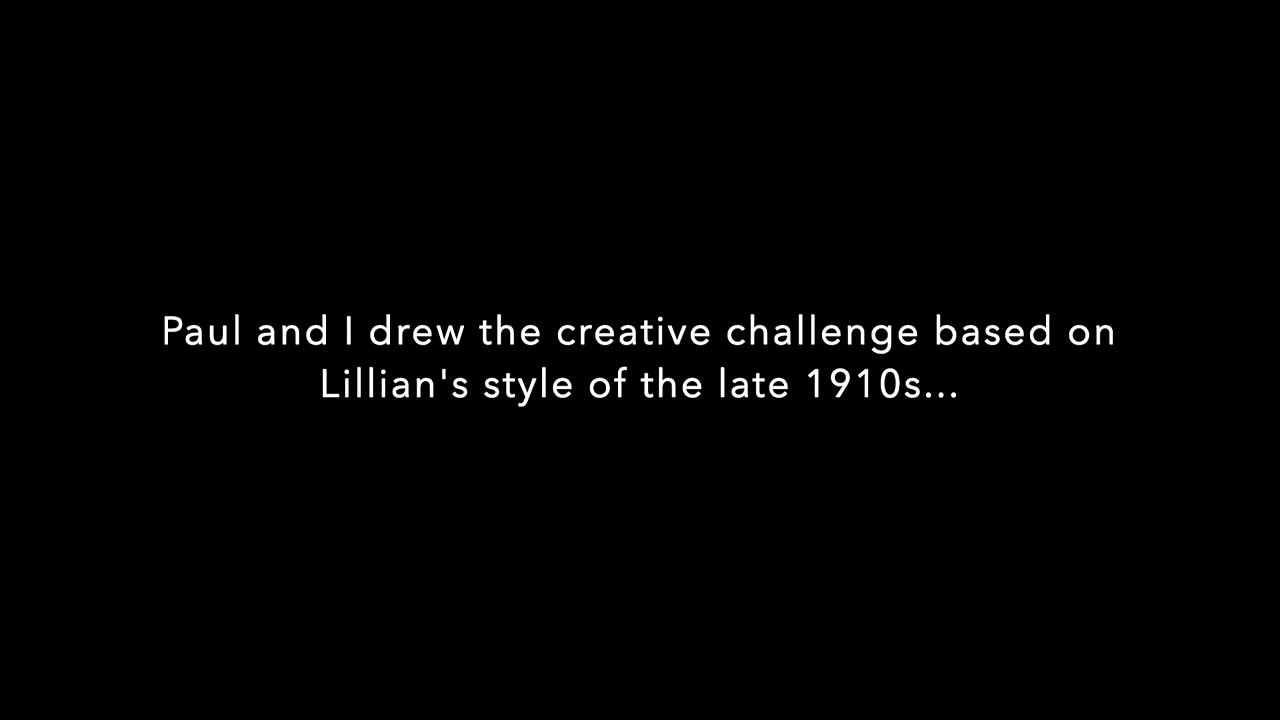 Paul and I drew the creative challenge based on
Lillian's style of the late 1910s...